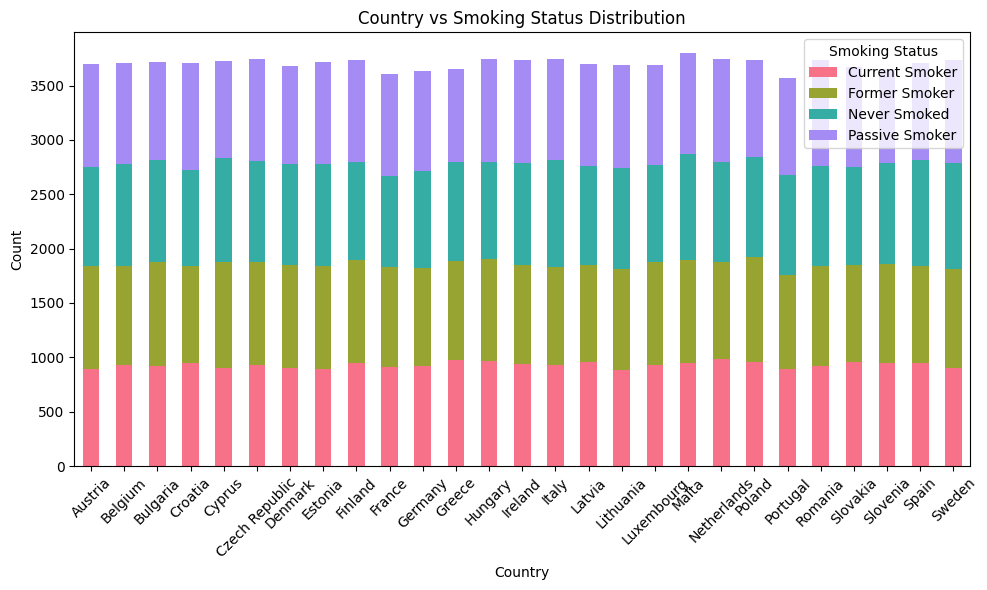 Country vs Smoking Status Distribution
Smoking Status
Current Smoker
Former Smoker
Never Smoked
Passive Smoker
Count
3500
3000
2500
2000
1500
1000
500
0
Austria
Belgium
Bulgaria
Croatia
Cyprus
Czech Republic
Denmark
Estonia
Finland
France
Germany
Greece
Hungary
Ireland
Italy
Latvia
Lithuania
Luxembourg
Malta
Netherlands
Poland
Portugal
Romania
Slovakia
Slovenia
Spain
Sweden
Country